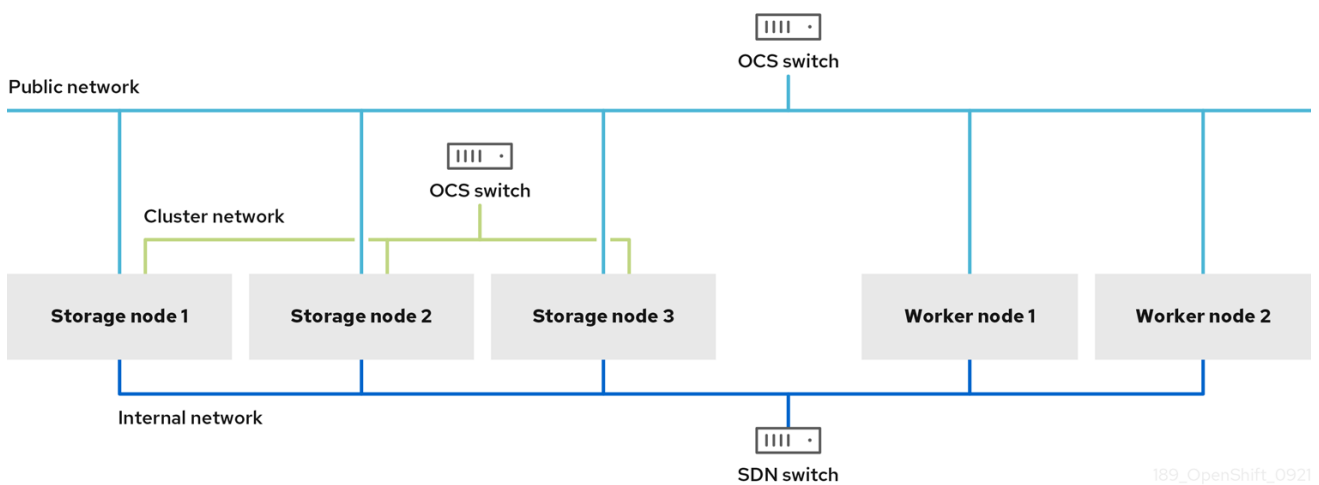 OCS switch
Public network
OCS switch
Cluster network
Storage node 1
Storage node 2
Storage node 3
Worker node 1
Worker node 2
Internal network
SDN switch
189_OpenShift_0921